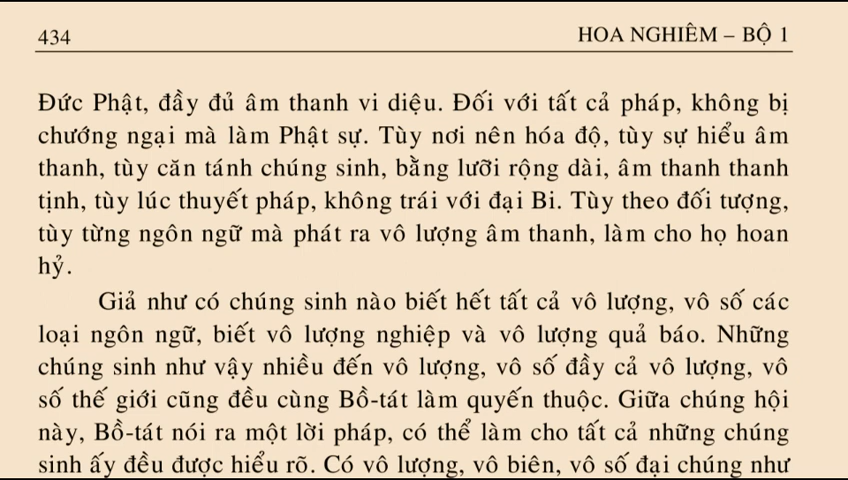 434
HOA NGHIÊM – BỘ 1
Đức Phật, đầy đủ âm thanh vi diệu. Đối với tất cả pháp, không bị
chướng ngại mà làm Phật sự. Tùy nơi nên hóa độ, tùy sự hiểu âm
thanh, tùy căn tánh chúng sinh, bằng lưỡi rộng dài, âm thanh thanh
tịnh, tùy lúc thuyết pháp, không trái với đại Bi. Tùy theo đối tượng,
tùy từng ngôn ngữ mà phát ra vô lượng âm thanh, làm cho họ hoan
hỷ.
Giả như có chúng sinh nào biết hết tất cả vô lượng, vô số các
loại ngôn ngữ, biết vô lượng nghiệp và vô lượng quả báo. Những
chúng sinh như vậy nhiều đến vô lượng, vô số đầy cả vô lượng, vô
số thế giới cũng đều cùng Bồ-tát làm quyến thuộc. Giữa chúng hội
này, Bồ-tát nói ra một lời pháp, có thể làm cho tất cả những chúng
sinh ấy đều được hiểu rõ. Có vô lượng, vô biên, vô số đại chúng như